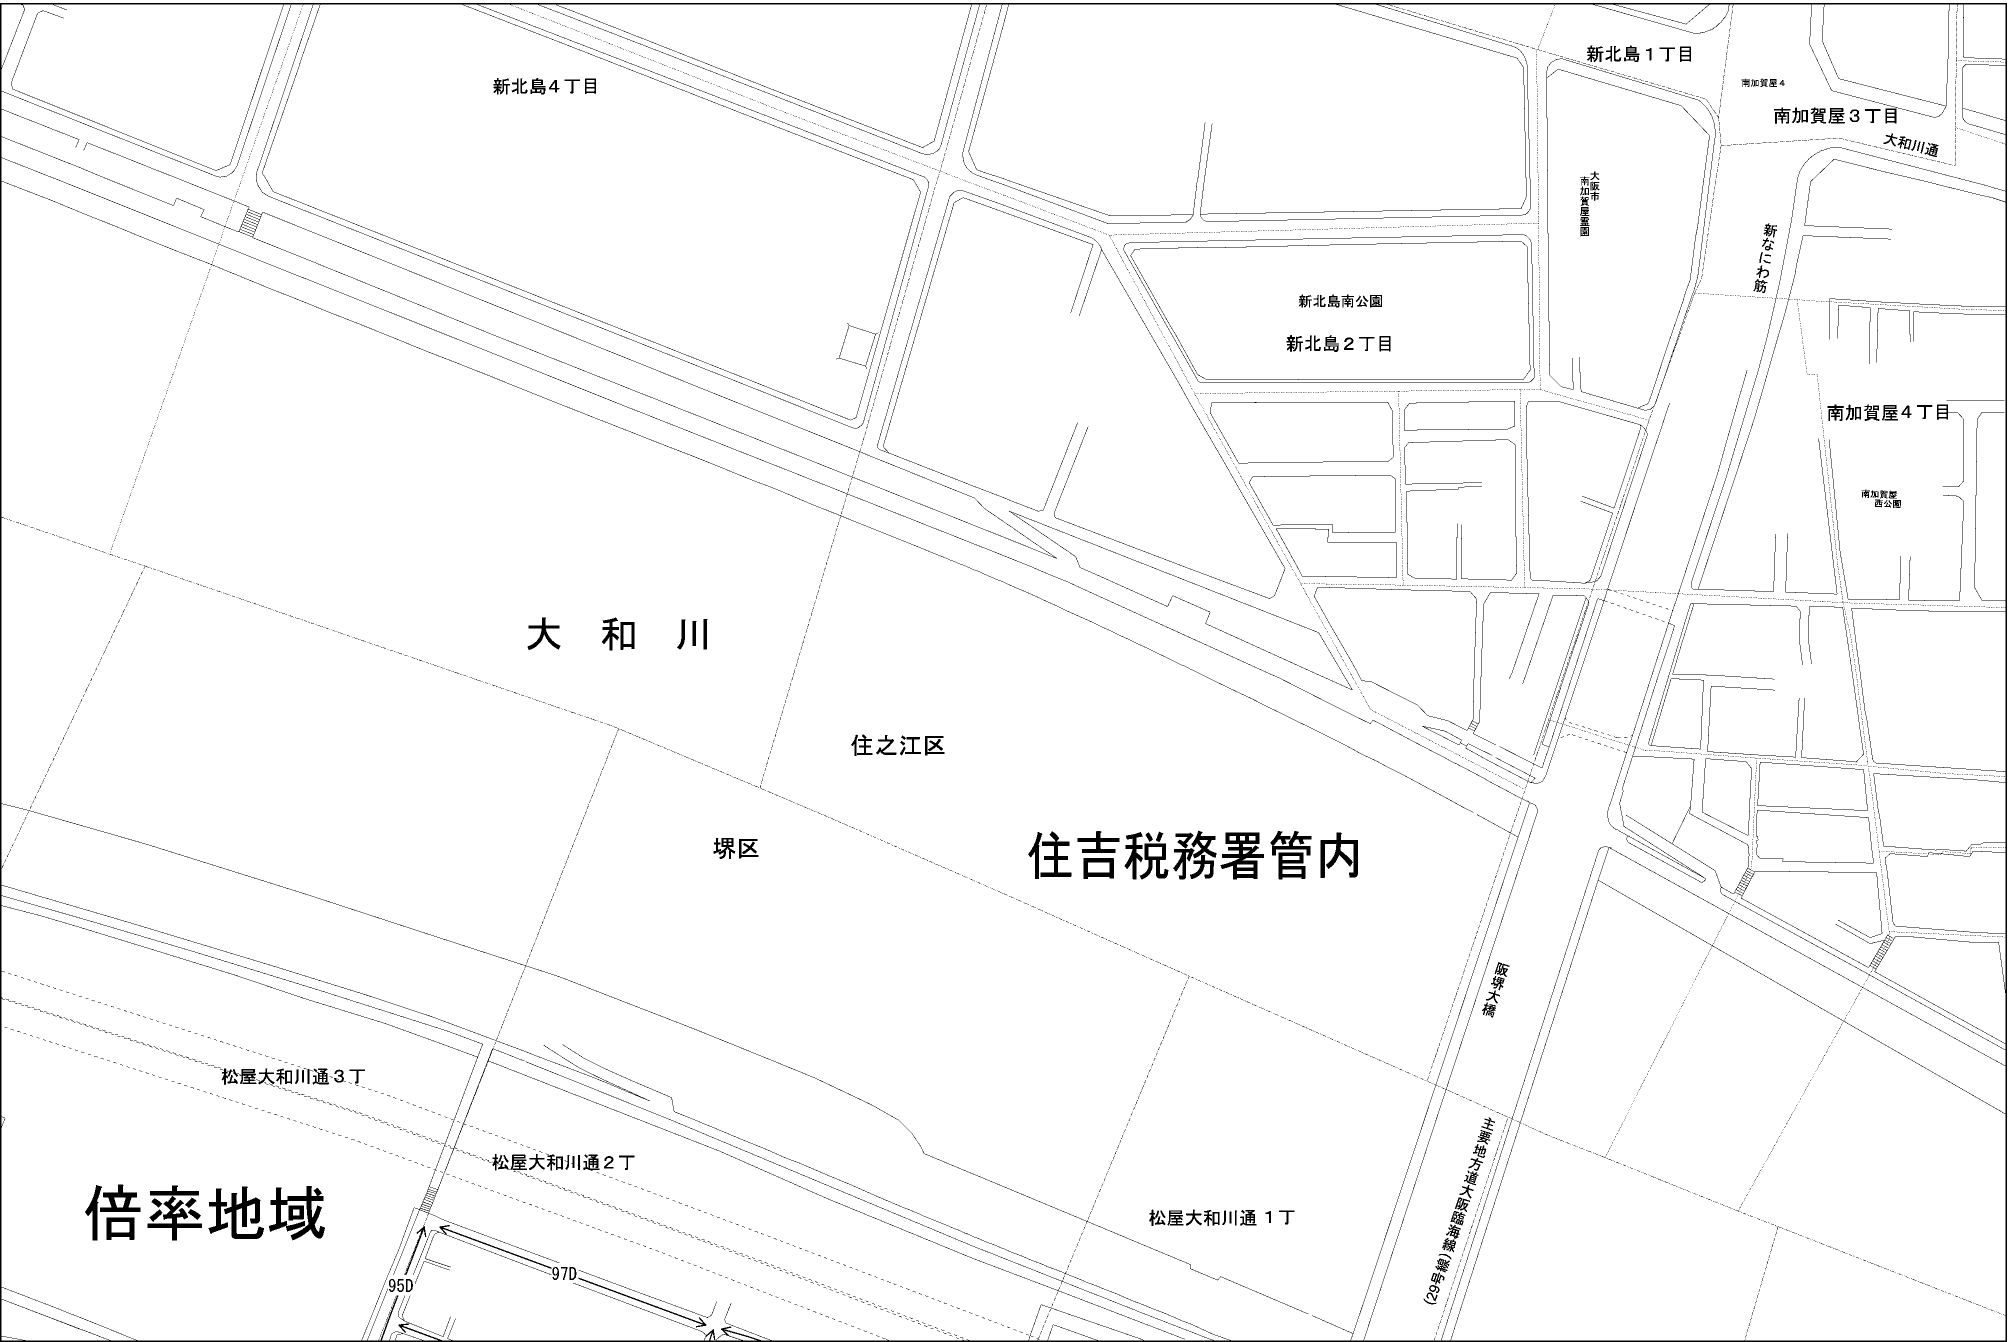 新北島１丁目
新北島４丁目
南加賀屋４
南加賀屋３丁目
大和川通
大阪市
南加賀屋霊園
新なにわ筋
新北島南公園
新北島２丁目
南加賀屋４丁目
南加賀屋
西公園
大 和 川
住之江区
堺区
住吉税務署管内
阪堺大橋
松屋大和川通３丁
松屋大和川通２丁
松屋大和川通１丁
主要地方道大阪臨海線
(29号線)
倍率地域
95D
97D